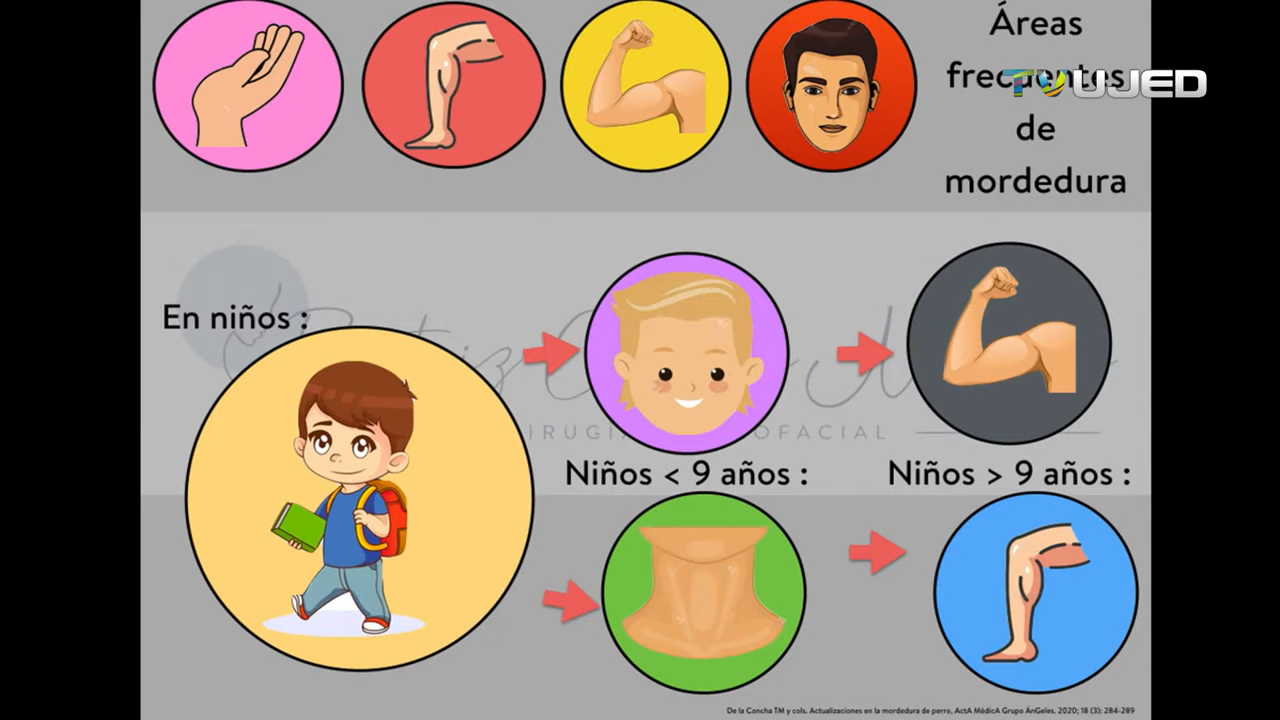 Áreas
frecuentes
TV UJED
de
mordedura
En niños :
Niños < 9 años :
Niños > 9 años :
De la Concha TM y cols. Actualizaciones en la mordedura de perro, ActA MédicA Grupo ÁnGeles. 2020; 18 (3): 284-289